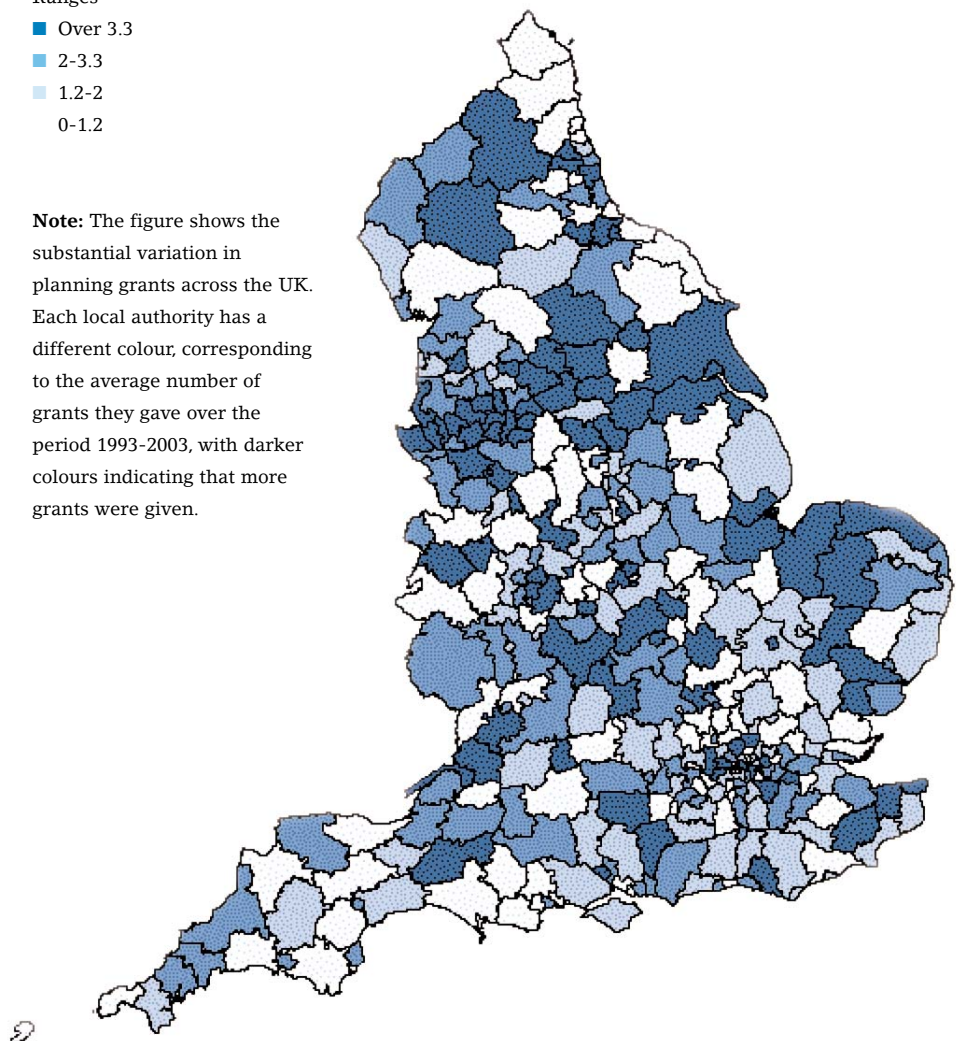 Ranges
Over 3.3
2-3.3
1.2-2
0-1.2
Note: The figure shows the
substantial variation in
planning grants across the UK.
Each local authority has a
different colour, corresponding
to the average number of
grants they gave over the
period 1993-2003, with darker
colours indicating that more
grants were given.